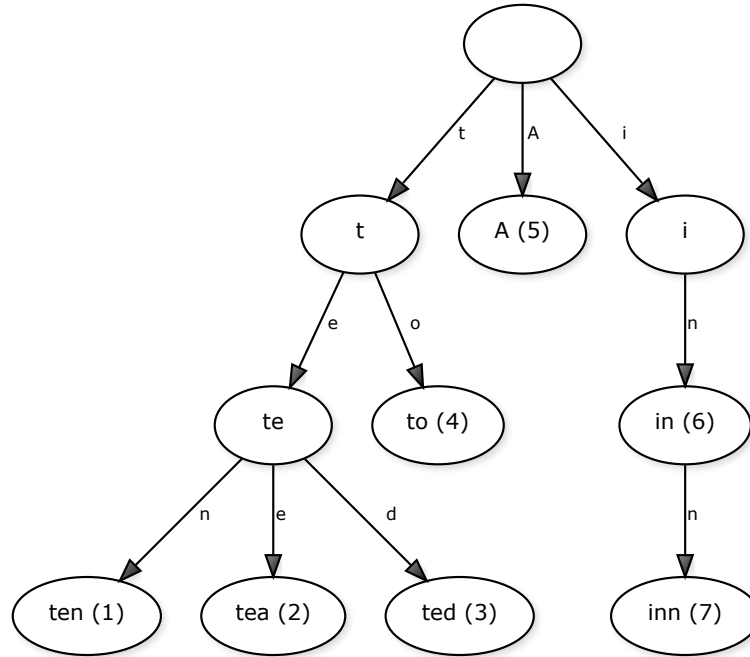 t A i
t A (5) i
e o n
te to (4) in (6)
n e d n
ten (1) tea (2) ted (3) inn (7)